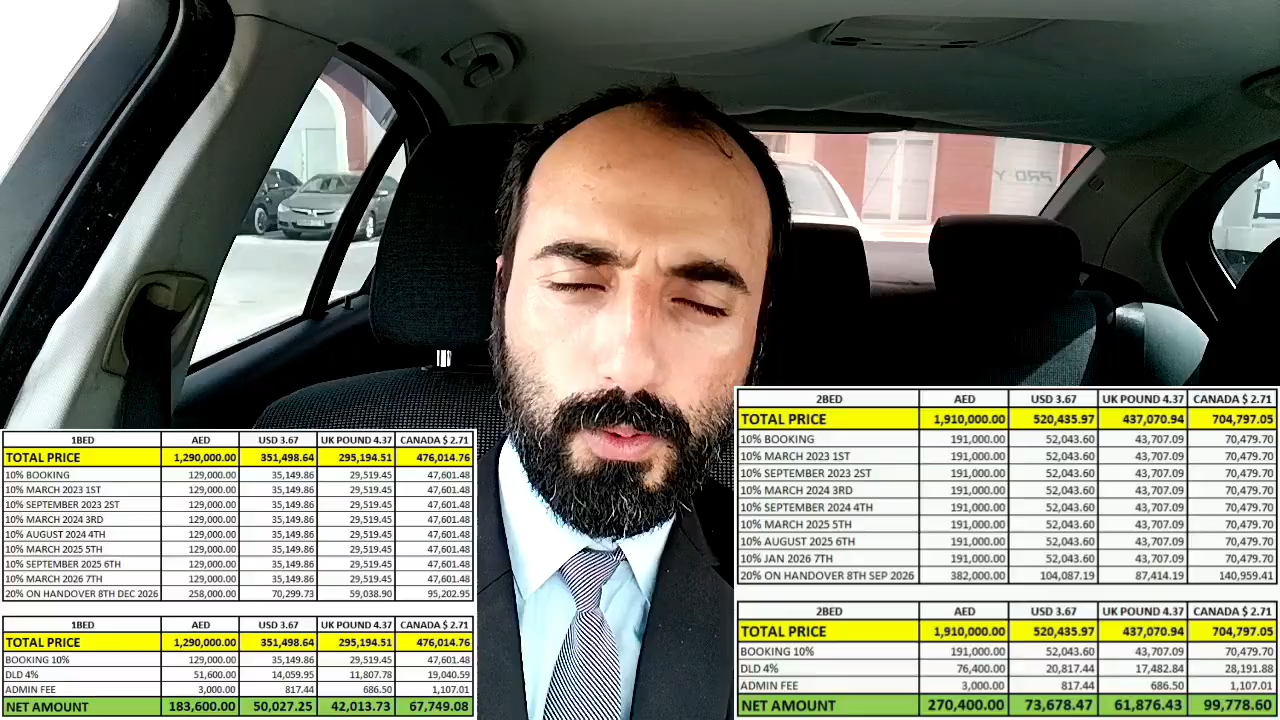 1BED AED USD 3.67 UK POUND 4.37 CANADA $ 2.71
TOTAL PRICE 1,290,000.00 351,498.64 295,194.51 476,014.76
10% BOOKING 129,000.00 35,149.86 29,519.45 47,601.48
10% MARCH 2023 1ST 129,000.00 35,149.86 29,519.45 47,601.48
10% SEPTEMBER 2023 2ST 129,000.00 35,149.86 29,519.45 47,601.48
10% MARCH 2024 3RD 129,000.00 35,149.86 29,519.45 47,601.48
10% AUGUST 2024 4TH 129,000.00 35,149.86 29,519.45 47,601.48
10% MARCH 2025 5TH 129,000.00 35,149.86 29,519.45 47,601.48
10% SEPTEMBER 2025 6TH 129,000.00 35,149.86 29,519.45 47,601.48
10% MARCH 2026 7TH 129,000.00 35,149.86 29,519.45 47,601.48
20% ON HANDOVER 8TH DEC 2026 258,000.00 70,299.73 59,038.90 95,202.95
1BED AED USD 3.67 UK POUND 4.37 CANADA $ 2.71
TOTAL PRICE 1,290,000.00 351,498.64 295,194.51 476,014.76
BOOKING 10% 129,000.00 35,149.86 29,519.45 47,601.48
DLD 4% 51,600.00 14,059.95 11,807.78 19,040.59
ADMIN FEE 3,000.00 817.44 686.50 1,107.01
NET AMOUNT 183,600.00 50,027.25 42,013.73 67,749.08
2BED AED USD 3.67 UK POUND 4.37 CANADA $ 2.71
TOTAL PRICE 1,910,000.00 520,435.97 437,070.94 704,797.05
10% BOOKING 191,000.00 52,043.60 43,707.09 70,479.70
10% MARCH 2023 1ST 191,000.00 52,043.60 43,707.09 70,479.70
10% SEPTEMBER 2023 2ST 191,000.00 52,043.60 43,707.09 70,479.70
10% MARCH 2024 3RD 191,000.00 52,043.60 43,707.09 70,479.70
10% SEPTEMBER 2024 4TH 191,000.00 52,043.60 43,707.09 70,479.70
10% MARCH 2025 5TH 191,000.00 52,043.60 43,707.09 70,479.70
10% AUGUST 2025 6TH 191,000.00 52,043.60 43,707.09 70,479.70
10% JAN 2026 7TH 191,000.00 52,043.60 43,707.09 70,479.70
20% ON HANDOVER 8TH SEP 2026 382,000.00 104,087.19 87,414.19 140,959.41
2BED AED USD 3.67 UK POUND 4.37 CANADA $ 2.71
TOTAL PRICE 1,910,000.00 520,435.97 437,070.94 704,797.05
BOOKING 10% 191,000.00 52,043.60 43,707.09 70,479.70
DLD 4% 76,400.00 20,817.44 17,482.84 28,191.88
ADMIN FEE 3,000.00 817.44 686.50 1,107.01
NET AMOUNT 270,400.00 73,678.47 61,876.43 99,778.60